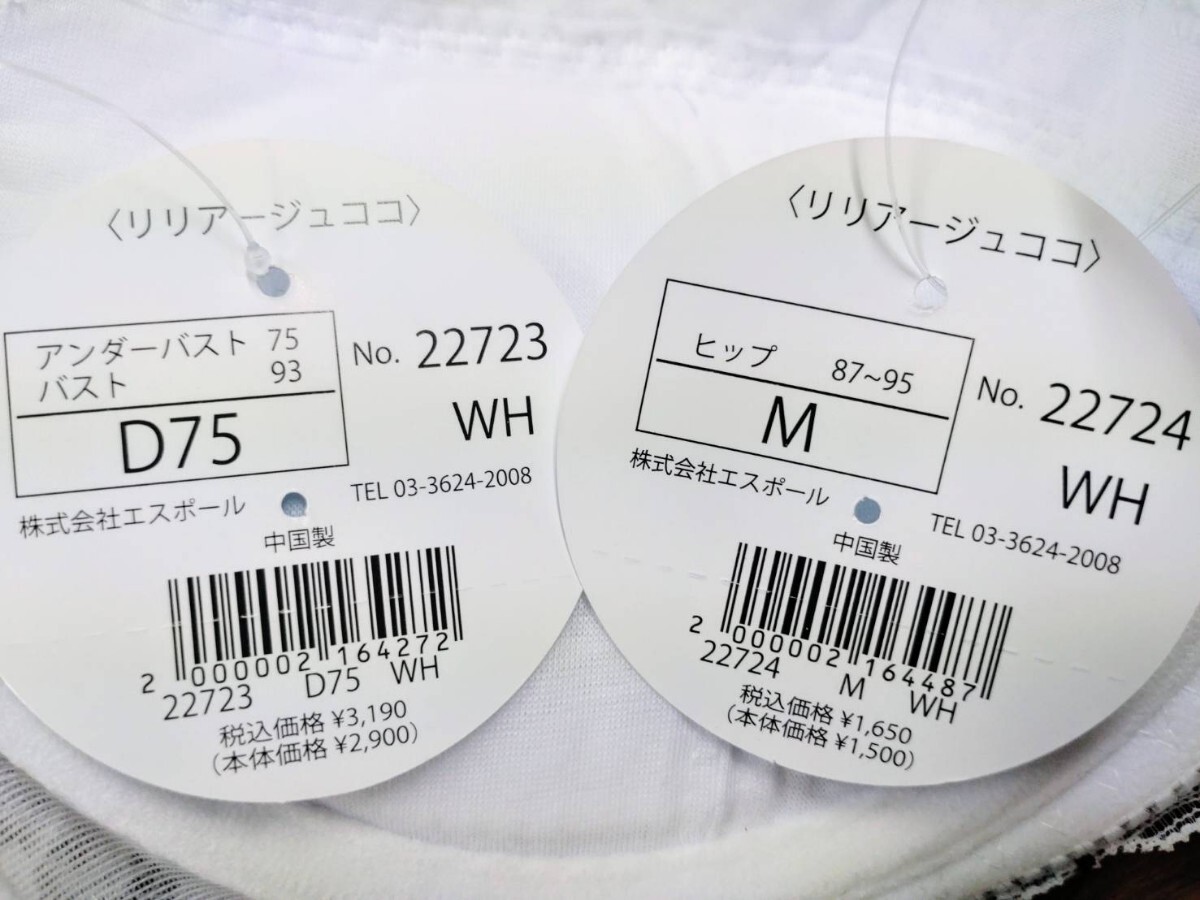 〈リリアージュココ〉
アンダーバスト 75
バスト 93
D75
No. 22723
WH
株式会社エスポール
TEL 03-3624-2008
中国製
2 000002 164272
22723 D75 WH
税込価格 ¥3,190
(本体価格 ¥2,900)
〈リリアージュココ〉
ヒップ 87~95
M
No. 22724
WH
株式会社エスポール
TEL 03-3624-2008
中国製
2 000002 164487
22724 M WH
税込価格 ¥1,650
(本体価格 ¥1,500)